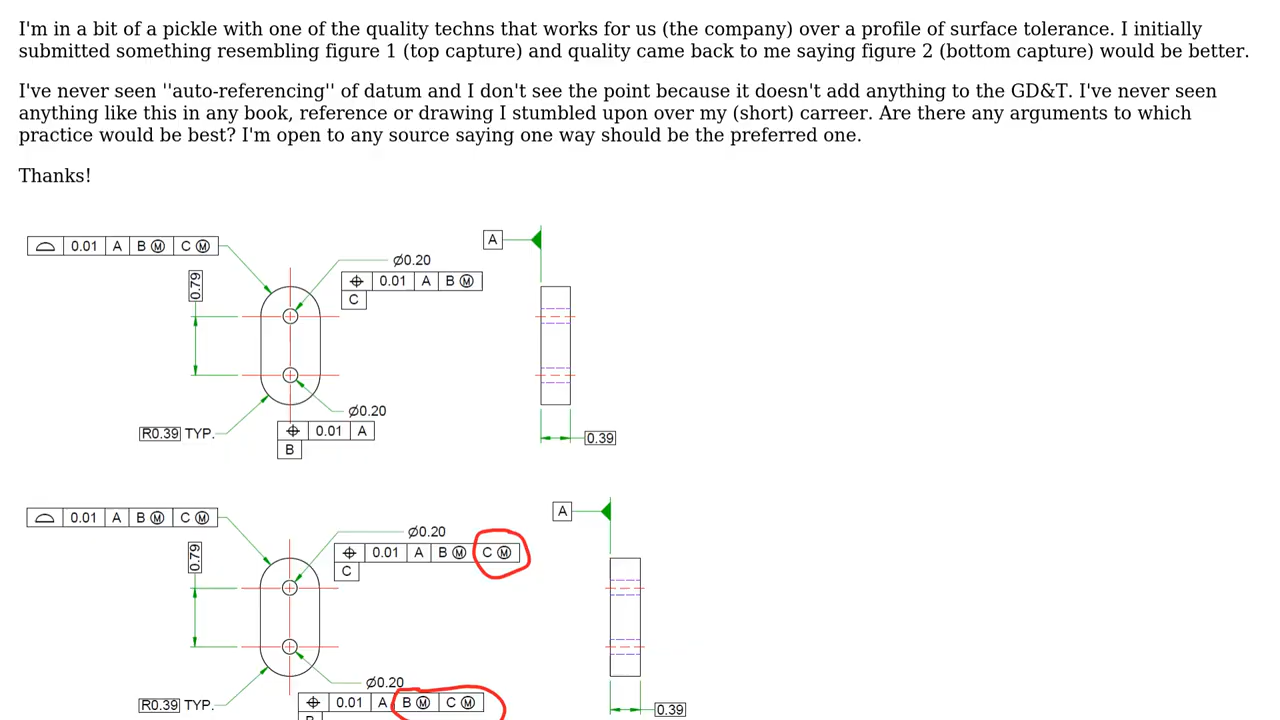 I'm in a bit of a pickle with one of the quality techns that works for us (the company) over a profile of surface tolerance. I initially
submitted something resembling figure 1 (top capture) and quality came back to me saying figure 2 (bottom capture) would be better.
I've never seen ''auto-referencing'' of datum and I don't see the point because it doesn't add anything to the GD&T. I've never seen
anything like this in any book, reference or drawing I stumbled upon over my (short) carreer. Are there any arguments to which
practice would be best? I'm open to any source saying one way should be the preferred one.
Thanks!
A
⌓ 0.01 A B Ⓜ C Ⓜ
Ø0.20
0.79
⌖ 0.01 A B Ⓜ
C
Ø0.20
R0.39 TYP.
⌖ 0.01 A
B
0.39
A
⌓ 0.01 A B Ⓜ C Ⓜ
Ø0.20
0.79
⌖ 0.01 A B Ⓜ C Ⓜ
C
Ø0.20
R0.39 TYP.
⌖ 0.01 A B Ⓜ C Ⓜ
0.39